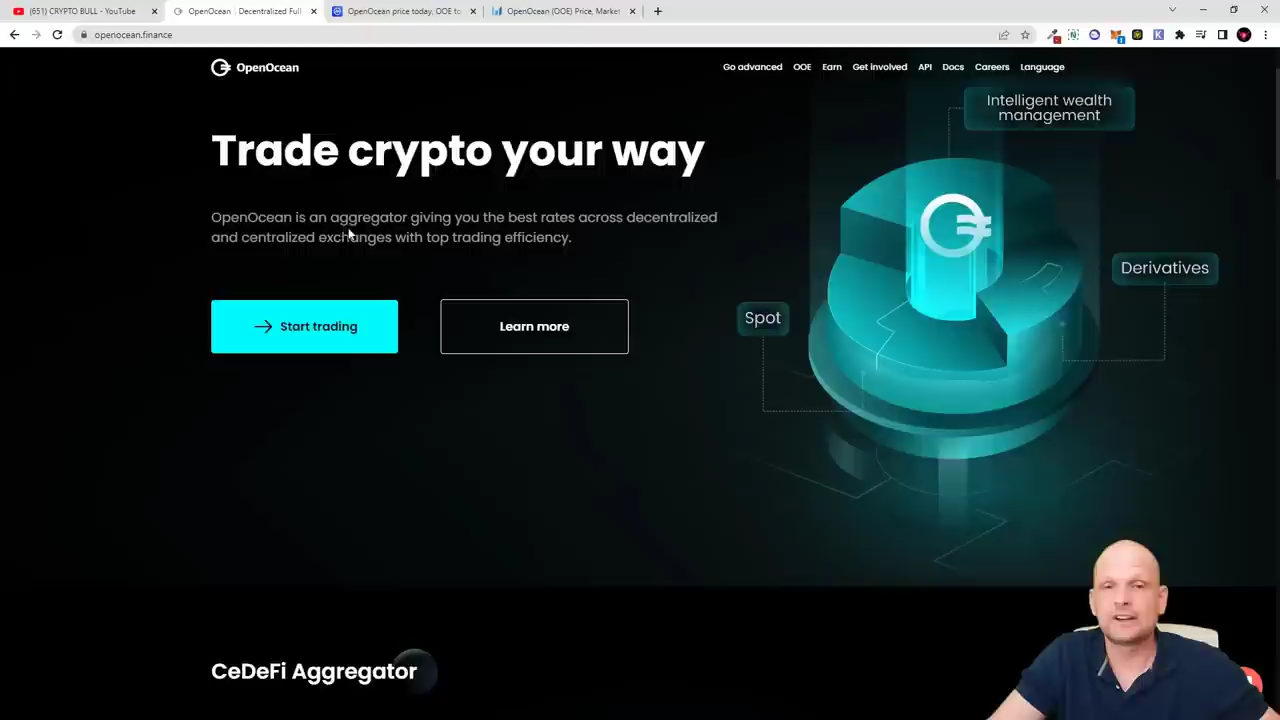 (651) CRYPTO BULL - YouTube
OpenOcean | Decentralized Full
OpenOcean price today, OOE to
OpenOcean (OOE) Price, Market
openocean.finance
OpenOcean
Go advanced
OOE
Earn
Get involved
API
Docs
Careers
Language
Trade crypto your way
OpenOcean is an aggregator giving you the best rates across decentralized
and centralized exchanges with top trading efficiency.
Start trading
Learn more
Intelligent wealth
management
Derivatives
Spot
CeDeFi Aggregator